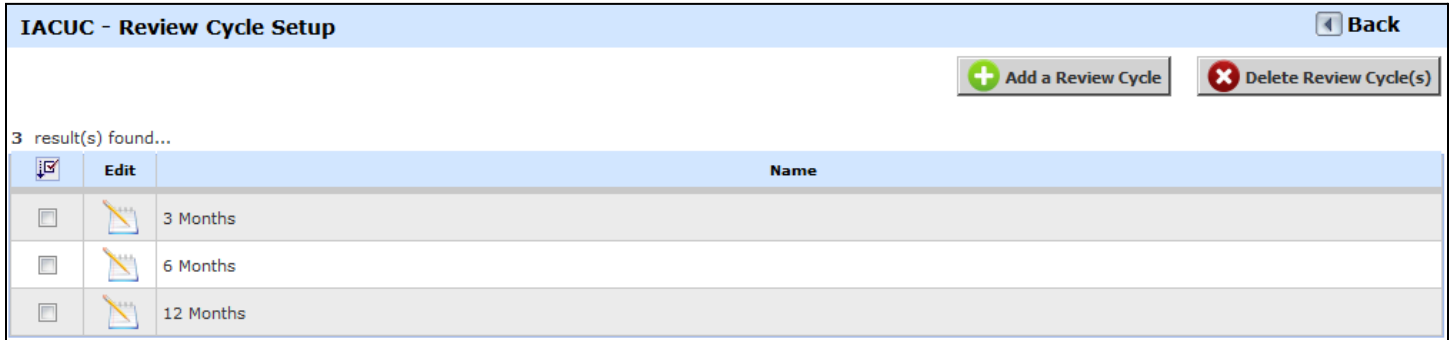 IACUC - Review Cycle Setup
Back
Add a Review Cycle
Delete Review Cycle(s)
3 result(s) found...
Edit
Name
3 Months
6 Months
12 Months